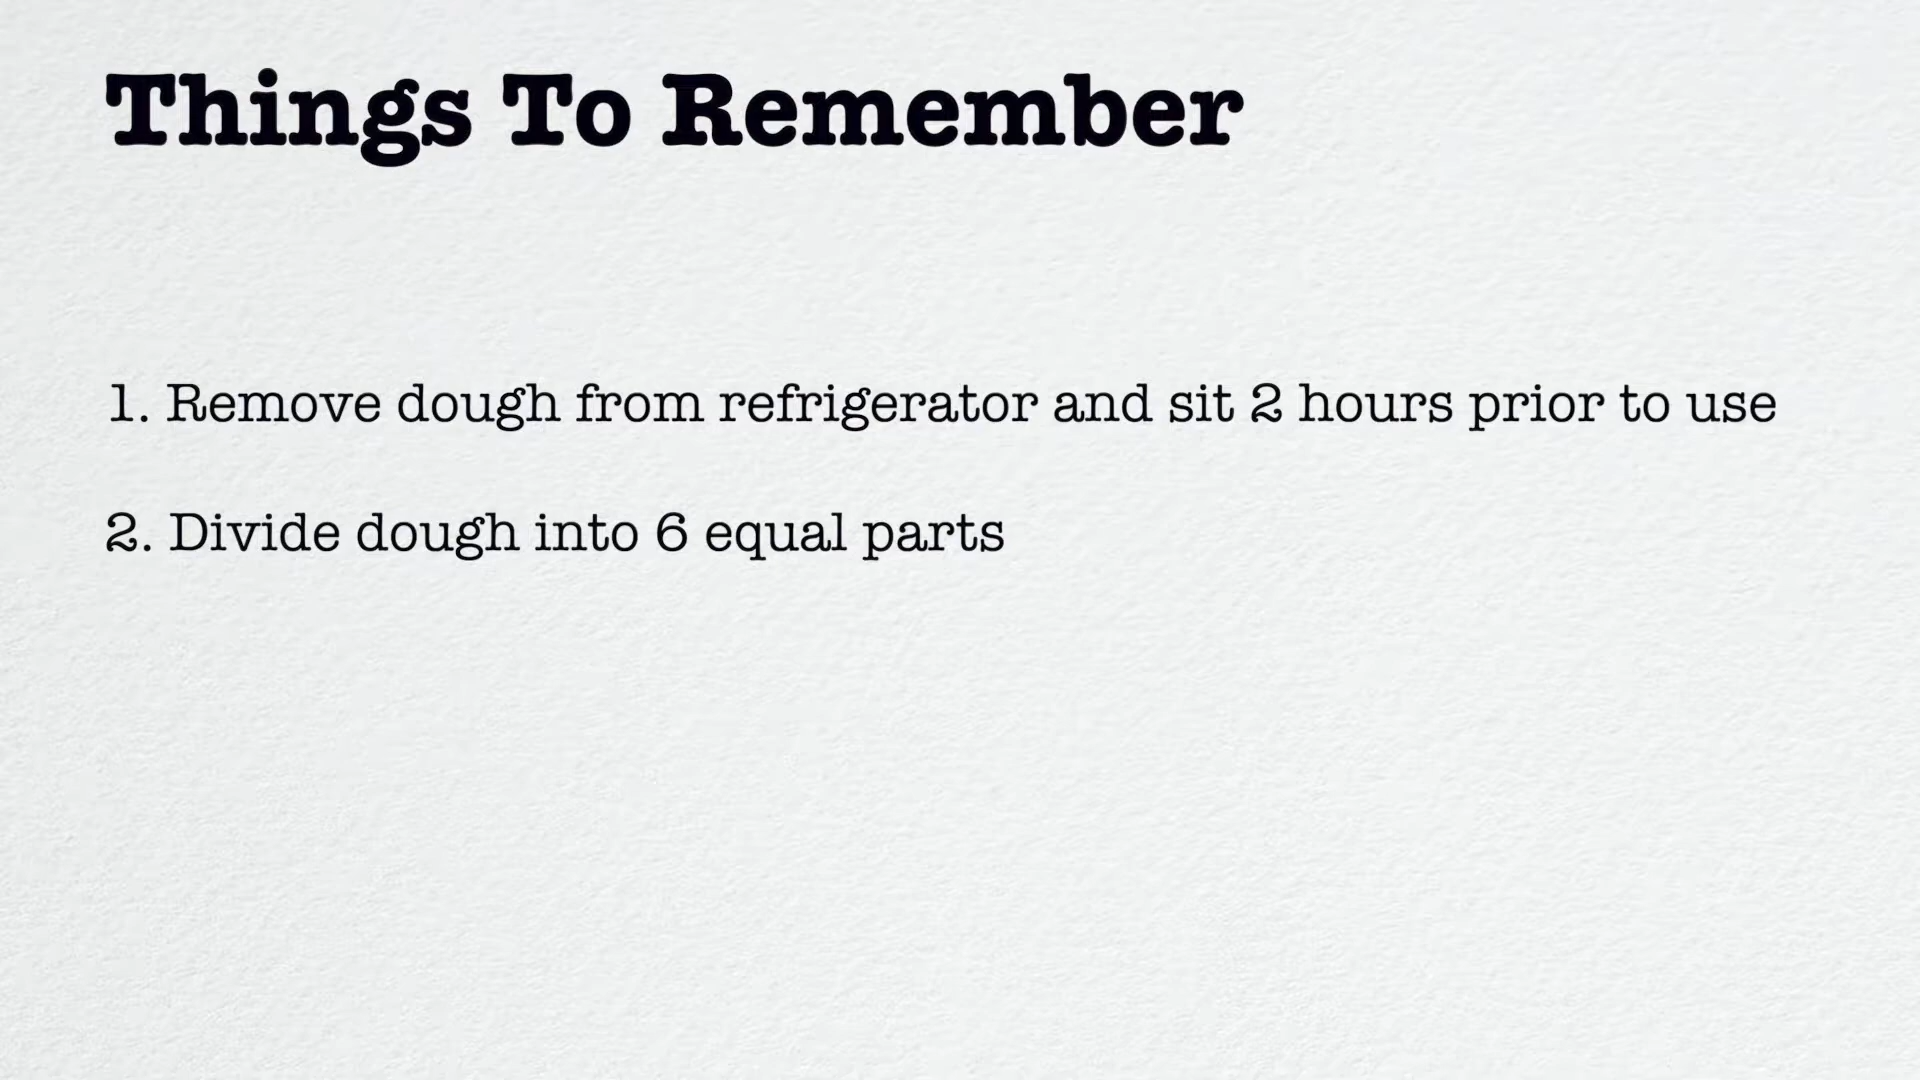 Things To Remember
1. Remove dough from refrigerator and sit 2 hours prior to use
2. Divide dough into 6 equal parts